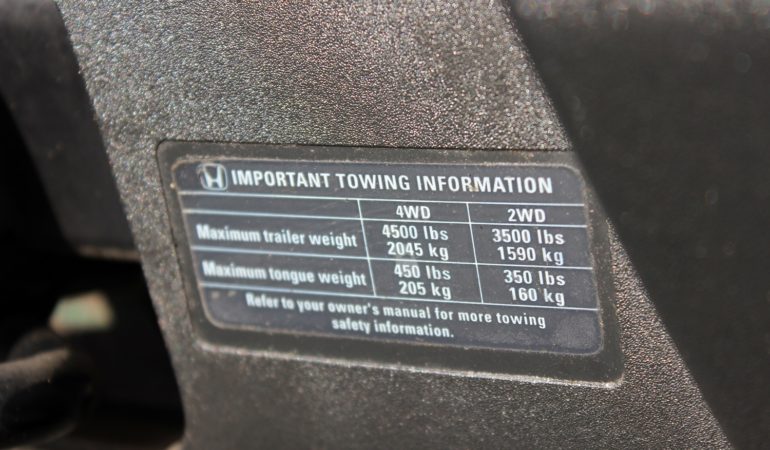 IMPORTANT TOWING INFORMATION
4WD 2WD
Maximum trailer weight 4500 lbs 3500 lbs
2045 kg 1590 kg
Maximum tongue weight 450 lbs 350 lbs
205 kg 160 kg
Refer to your owner's manual for more towing
safety information.